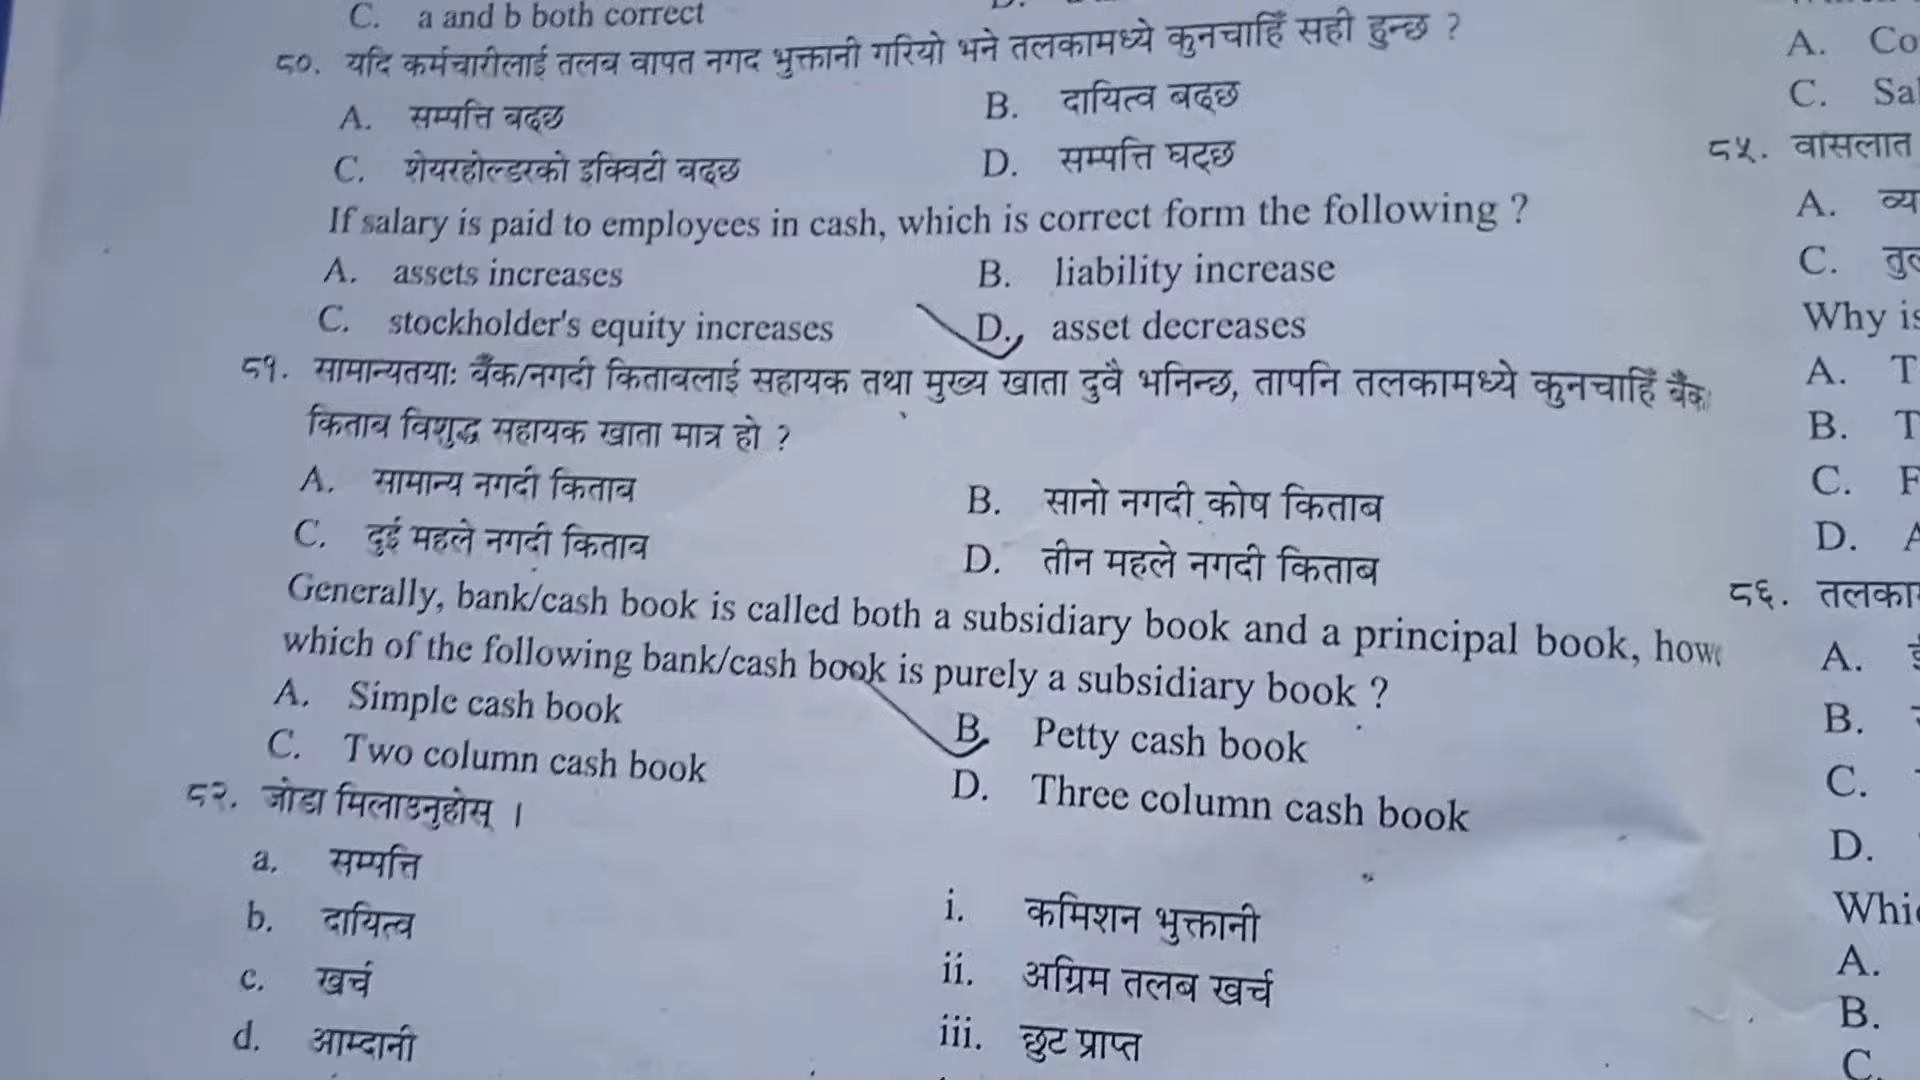 C. a and b both correct
८०. यदि कर्मचारीलाई तलब वापत नगद भुक्तानी गरियो भने तलकामध्ये कुनचाहिँ सही हुन्छ ?
A. सम्पत्ति बढ्छ
B. दायित्व बढ्छ
C. शेयरहोल्डरको इक्विटी बढ्छ
D. सम्पत्ति घट्छ
If salary is paid to employees in cash, which is correct form the following ?
A. assets increases
B. liability increase
C. stockholder's equity increases
D. asset decreases
८१. सामान्यतयाः बैँक/नगदी किताबलाई सहायक तथा मुख्य खाता दुवै भनिन्छ, तापनि तलकामध्ये कुनचाहिँ बैँक
किताब विशुद्ध सहायक खाता मात्र हो ?
A. सामान्य नगदी किताब
B. सानो नगदी कोष किताब
C. दुई महले नगदी किताब
D. तीन महले नगदी किताब
Generally, bank/cash book is called both a subsidiary book and a principal book,
which of the following bank/cash book is purely a subsidiary book ?
A. Simple cash book
B. Petty cash book
C. Two column cash book
D. Three column cash book
८२. जोडा मिलाउनुहोस् ।
a. सम्पत्ति
b. दायित्व
i. कमिशन भुक्तानी
c. खर्च
ii. अग्रिम तलब खर्च
d. आम्दानी
iii. छुट प्राप्त
A. Co
C. Sal
८५. वासलात
A. व्य
C.
Why is
A. T
B. T
C. F
D. A
८६.
A.
B.
C.
D.
Whic
A.
B.
C.